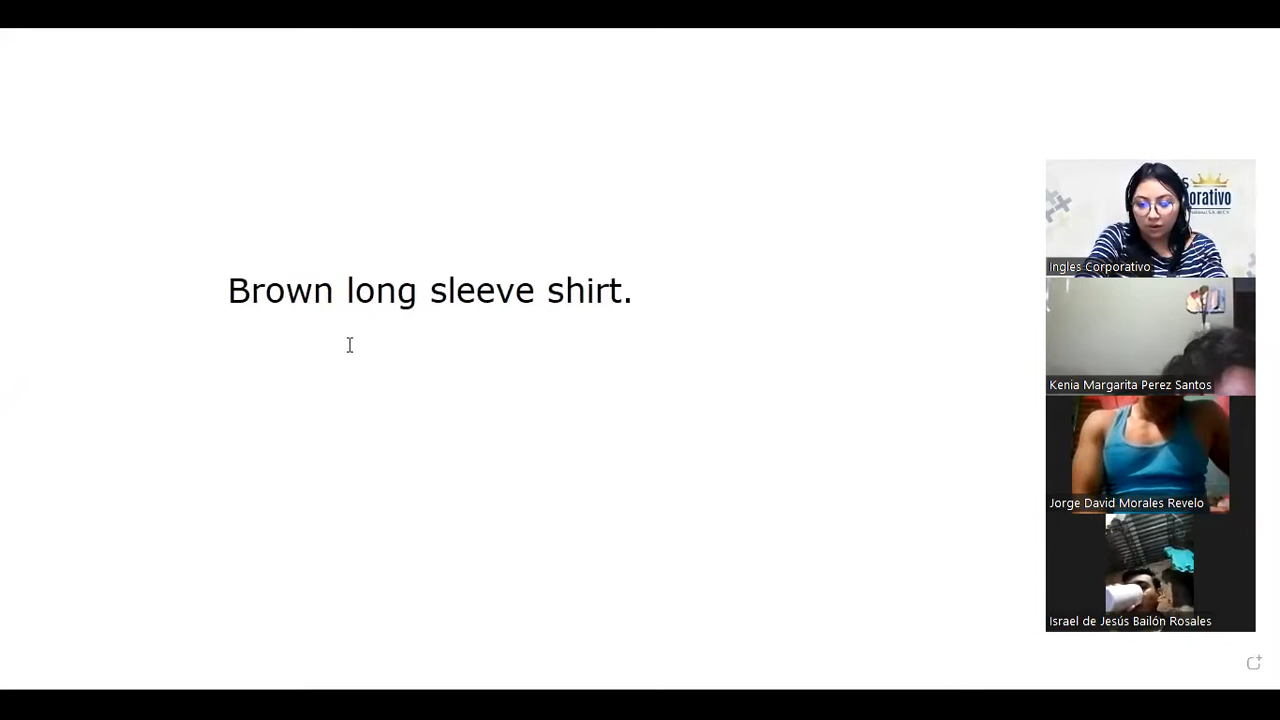 Brown long sleeve shirt.
orativo
Ingles Corporativo
Kenia Margarita Perez Santos
Jorge David Morales Revelo
Israel de Jesús Bailón Rosales